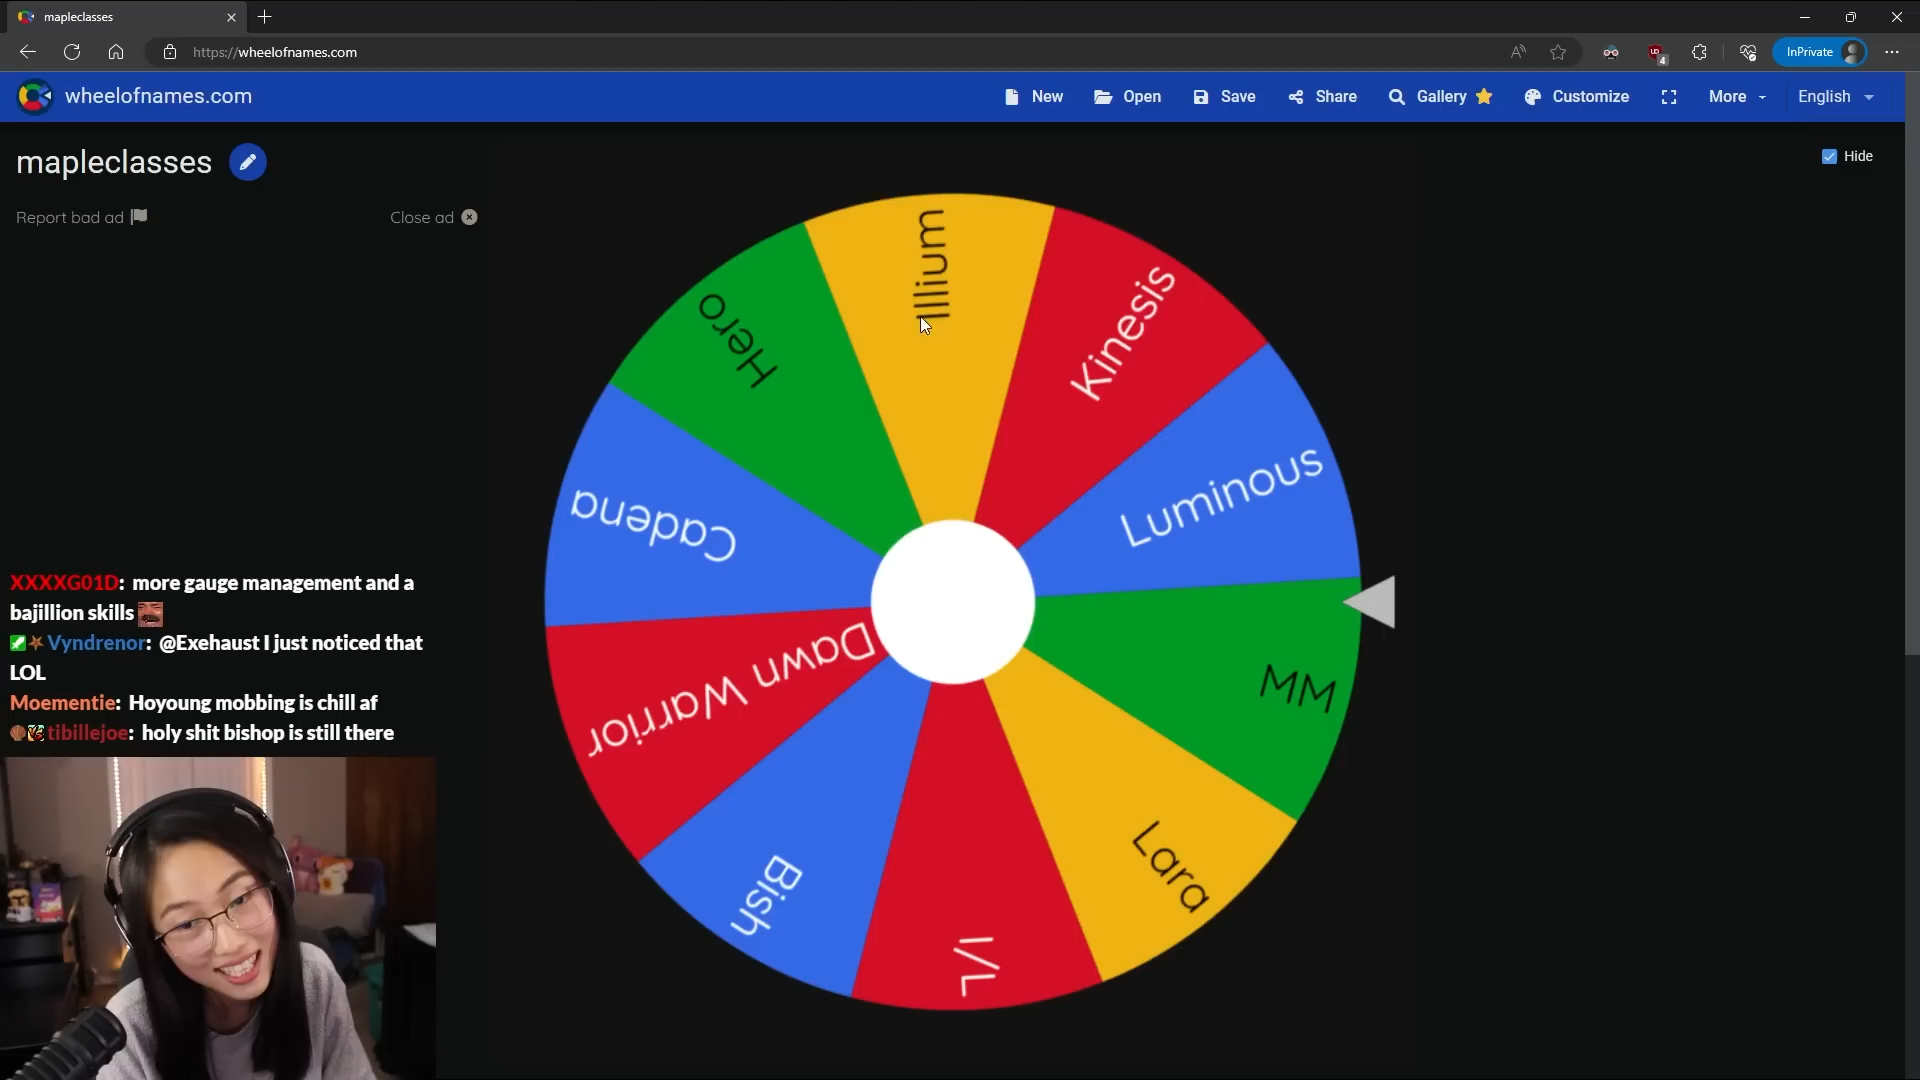 mapleclasses
https://wheelofnames.com
InPrivate
4
wheelofnames.com
New
Open
Save
Share
Gallery
Customize
More
English
mapleclasses
Hide
Report bad ad
Close ad
Illium
Kinesis
Luminous
MM
Lara
I/L
Bish
Dawn Warrior
Cadena
Hero
XXXXG01D: more gauge management and a
bajillion skills
Vyndrenor: @Exehaust I just noticed that
LOL
Moementie: Hoyoung mobbing is chill af
tibillejoe: holy shit bishop is still there